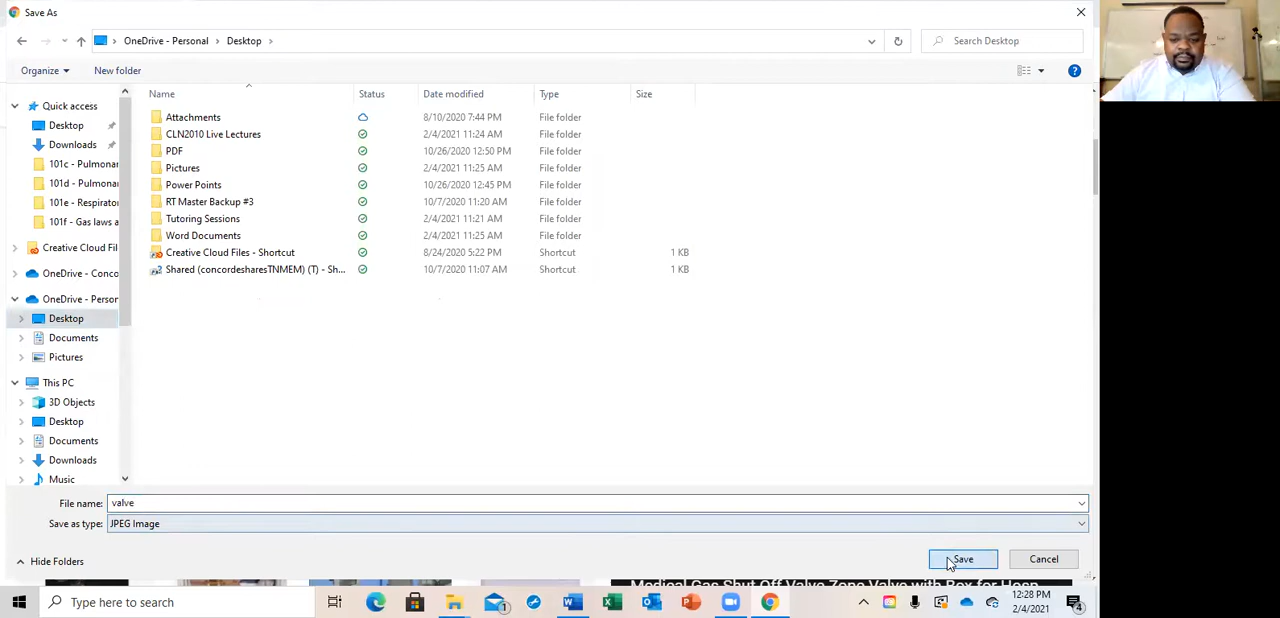 Save As
OneDrive - Personal > Desktop >
Search Desktop
Organize
New folder
Name Status Date modified Type Size
Quick access
Desktop
Downloads
101c - Pulmonar
101d - Pulmonar
101e - Respirator
101f - Gas laws a
Creative Cloud Fil
OneDrive - Conco
OneDrive - Person
Desktop
Documents
Pictures
This PC
3D Objects
Desktop
Documents
Downloads
Music
Attachments 8/10/2020 7:44 PM File folder
CLN2010 Live Lectures 2/4/2021 11:24 AM File folder
PDF 10/26/2020 12:50 PM File folder
Pictures 2/4/2021 11:25 AM File folder
Power Points 10/26/2020 12:45 PM File folder
RT Master Backup #3 10/7/2020 11:20 AM File folder
Tutoring Sessions 2/4/2021 11:21 AM File folder
Word Documents 2/4/2021 11:25 AM File folder
Creative Cloud Files - Shortcut 8/24/2020 5:22 PM Shortcut 1 KB
Shared (concordesharesTNMEM) (T) - Sh... 10/7/2020 11:07 AM Shortcut 1 KB
File name: valve
Save as type: JPEG Image
Hide Folders
Save
Cancel
Medical Gas Shut Off Valve Zone Valve with Box for Hosp
Type here to search
12:28 PM
2/4/2021
1
4